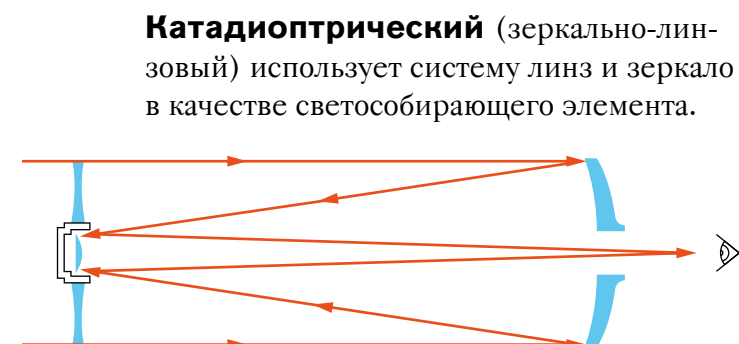 Катадиоптрический (зеркально-лин-
зовый) использует систему линз и зеркало
в качестве светособирающего элемента.